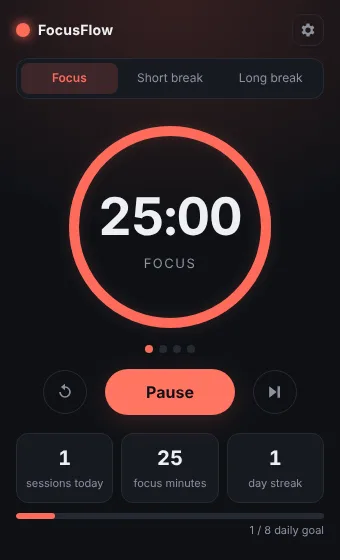 FocusFlow
Focus Short break Long break
25:00
FOCUS
Pause
1 25 1
sessions today focus minutes day streak
1 / 8 daily goal